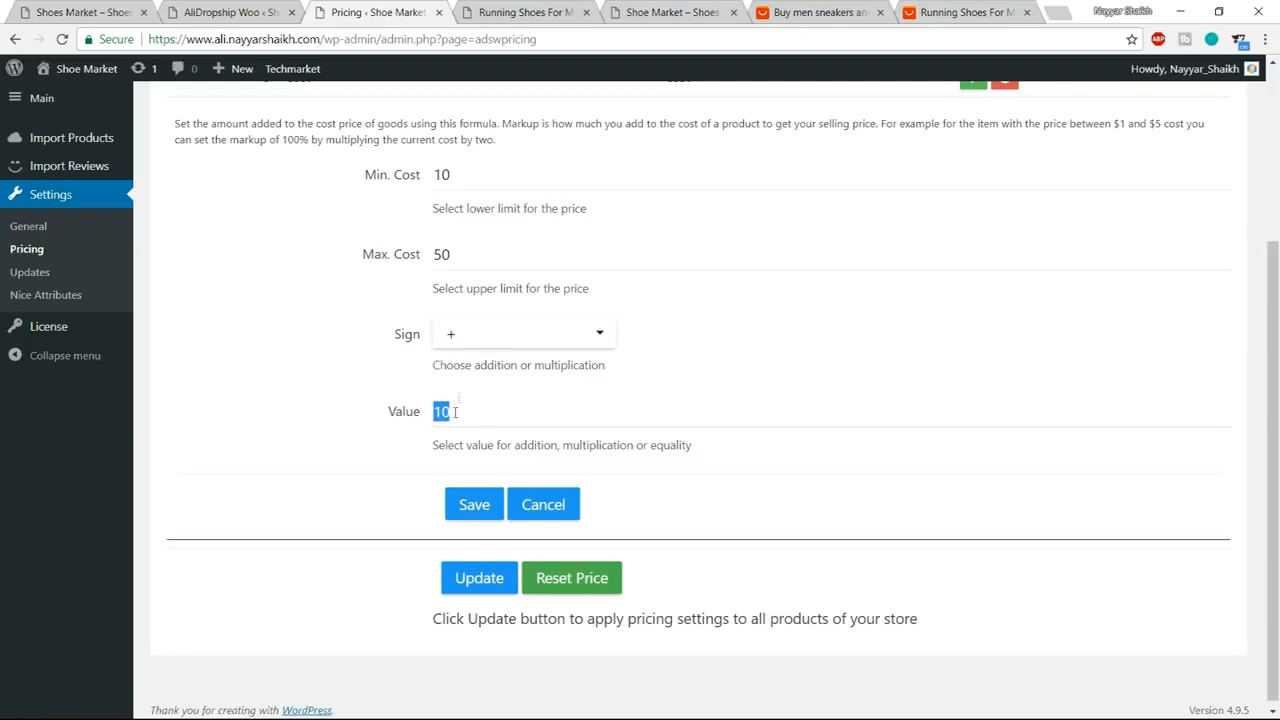 Shoes Market – Shoes
AliDropship Woo ‹ Sh
Pricing ‹ Shoe Market
Running Shoes For M
Shoe Market – Shoes
Buy men sneakers an
Running Shoes For M
Nayyar Shaikh
Secure
https://www.ali.nayyarshaikh.com/wp-admin/admin.php?page=adswpricing
ABP
Shoe Market
1
0
New
Techmarket
Howdy, Nayyar_Shaikh
Main
Import Products
Import Reviews
Settings
General
Pricing
Updates
Nice Attributes
License
Collapse menu
Set the amount added to the cost price of goods using this formula. Markup is how much you add to the cost of a product to get your selling price. For example for the item with the price between $1 and $5 cost you
can set the markup of 100% by multiplying the current cost by two.
Min. Cost 10
Select lower limit for the price
Max. Cost 50
Select upper limit for the price
Sign +
Choose addition or multiplication
Value 10
Select value for addition, multiplication or equality
Save Cancel
Update Reset Price
Click Update button to apply pricing settings to all products of your store
Thank you for creating with WordPress.
Version 4.9.5